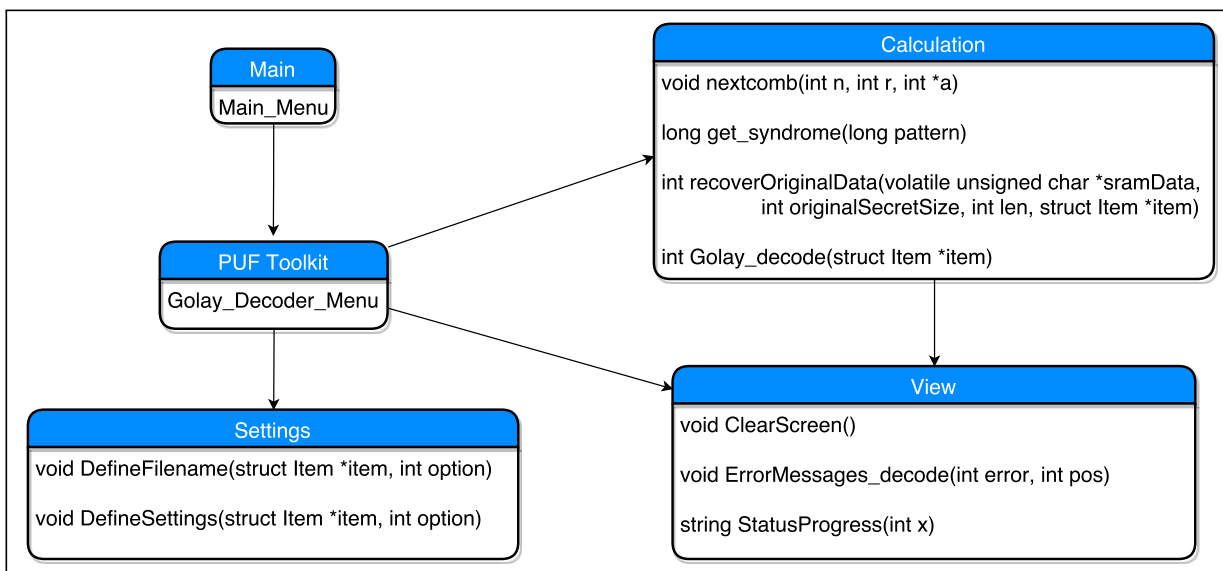 Main
Main_Menu
PUF Toolkit
Golay_Decoder_Menu
Settings
void DefineFilename(struct Item *item, int option)
void DefineSettings(struct Item *item, int option)
Calculation
void nextcomb(int n, int r, int *a)
long get_syndrome(long pattern)
int recoverOriginalData(volatile unsigned char *sramData,
int originalSecretSize, int len, struct Item *item)
int Golay_decode(struct Item *item)
View
void ClearScreen()
void ErrorMessages_decode(int error, int pos)
string StatusProgress(int x)